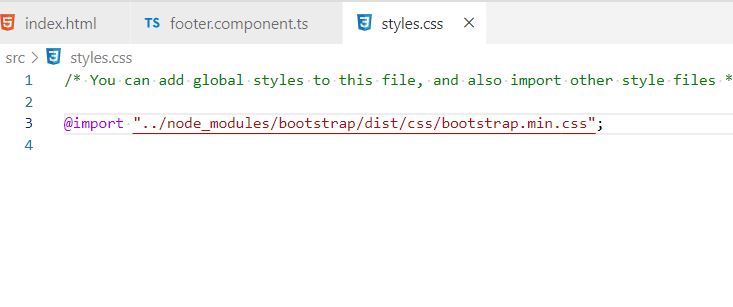 index.html TS footer.component.ts styles.css
src > styles.css
1 /* You can add global styles to this file, and also import other style files *
2
3 @import "../node_modules/bootstrap/dist/css/bootstrap.min.css";
4